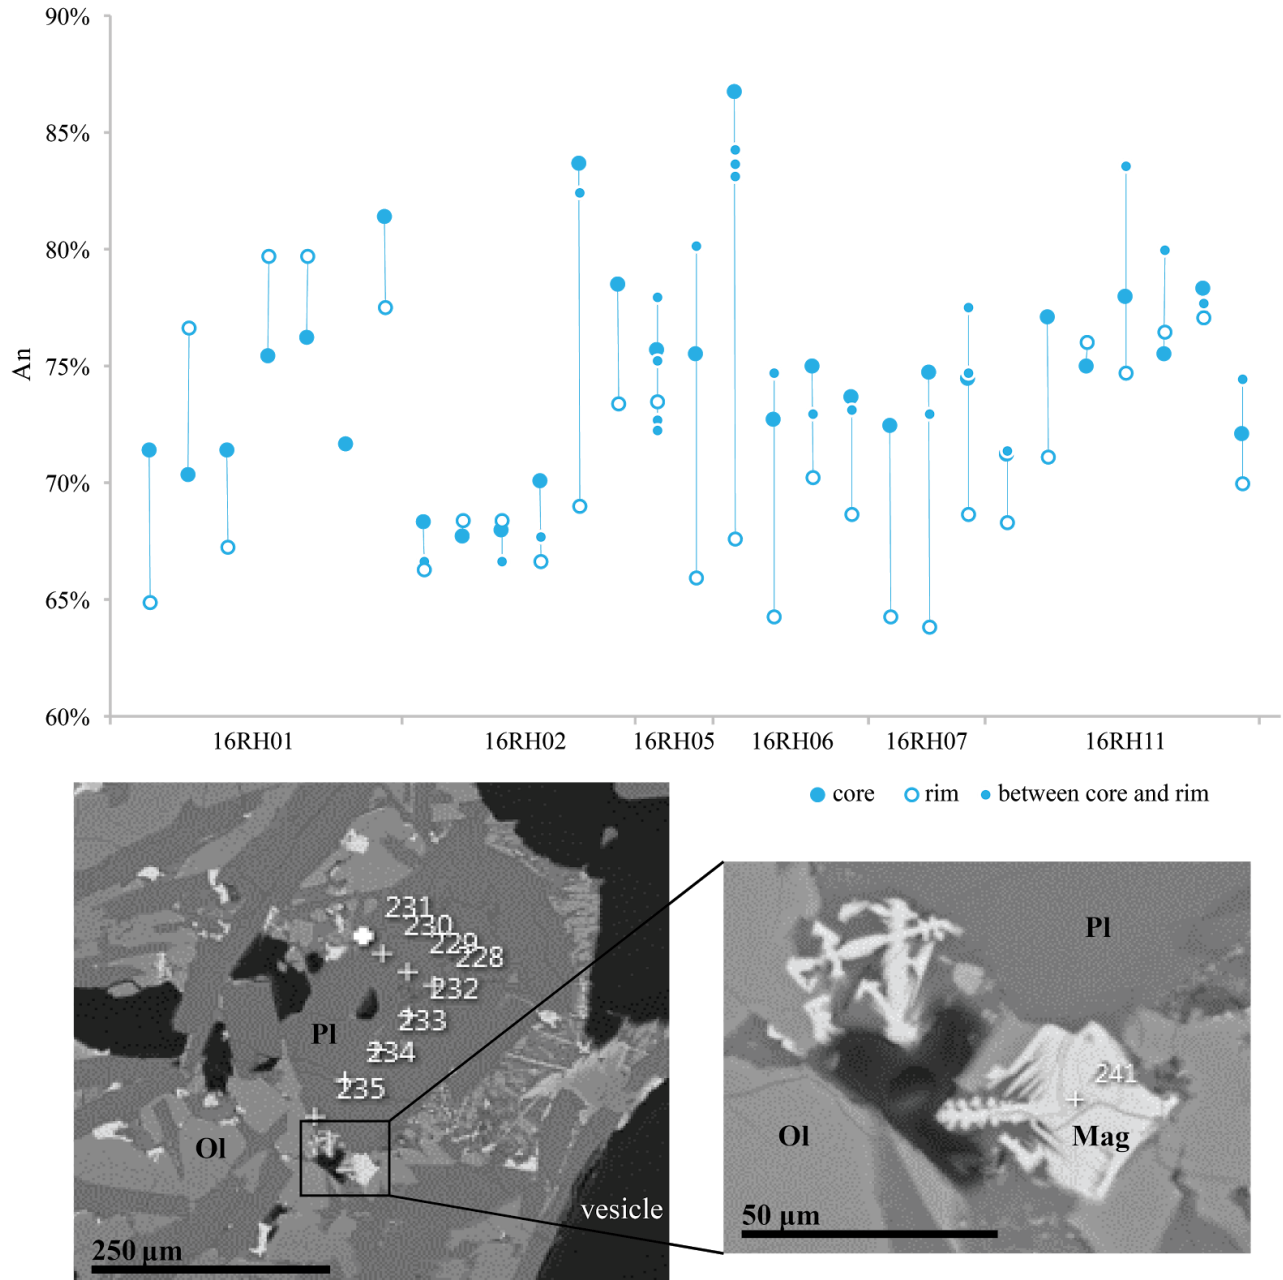 90%
85%
80%
An
75%
70%
65%
60%
16RH01 16RH02 16RH05 16RH06 16RH07 16RH11
core rim between core and rim
231
230
229
228
232
233
Pl
234
235
Ol
vesicle
250 µm
Pl
241
Ol
Mag
50 µm